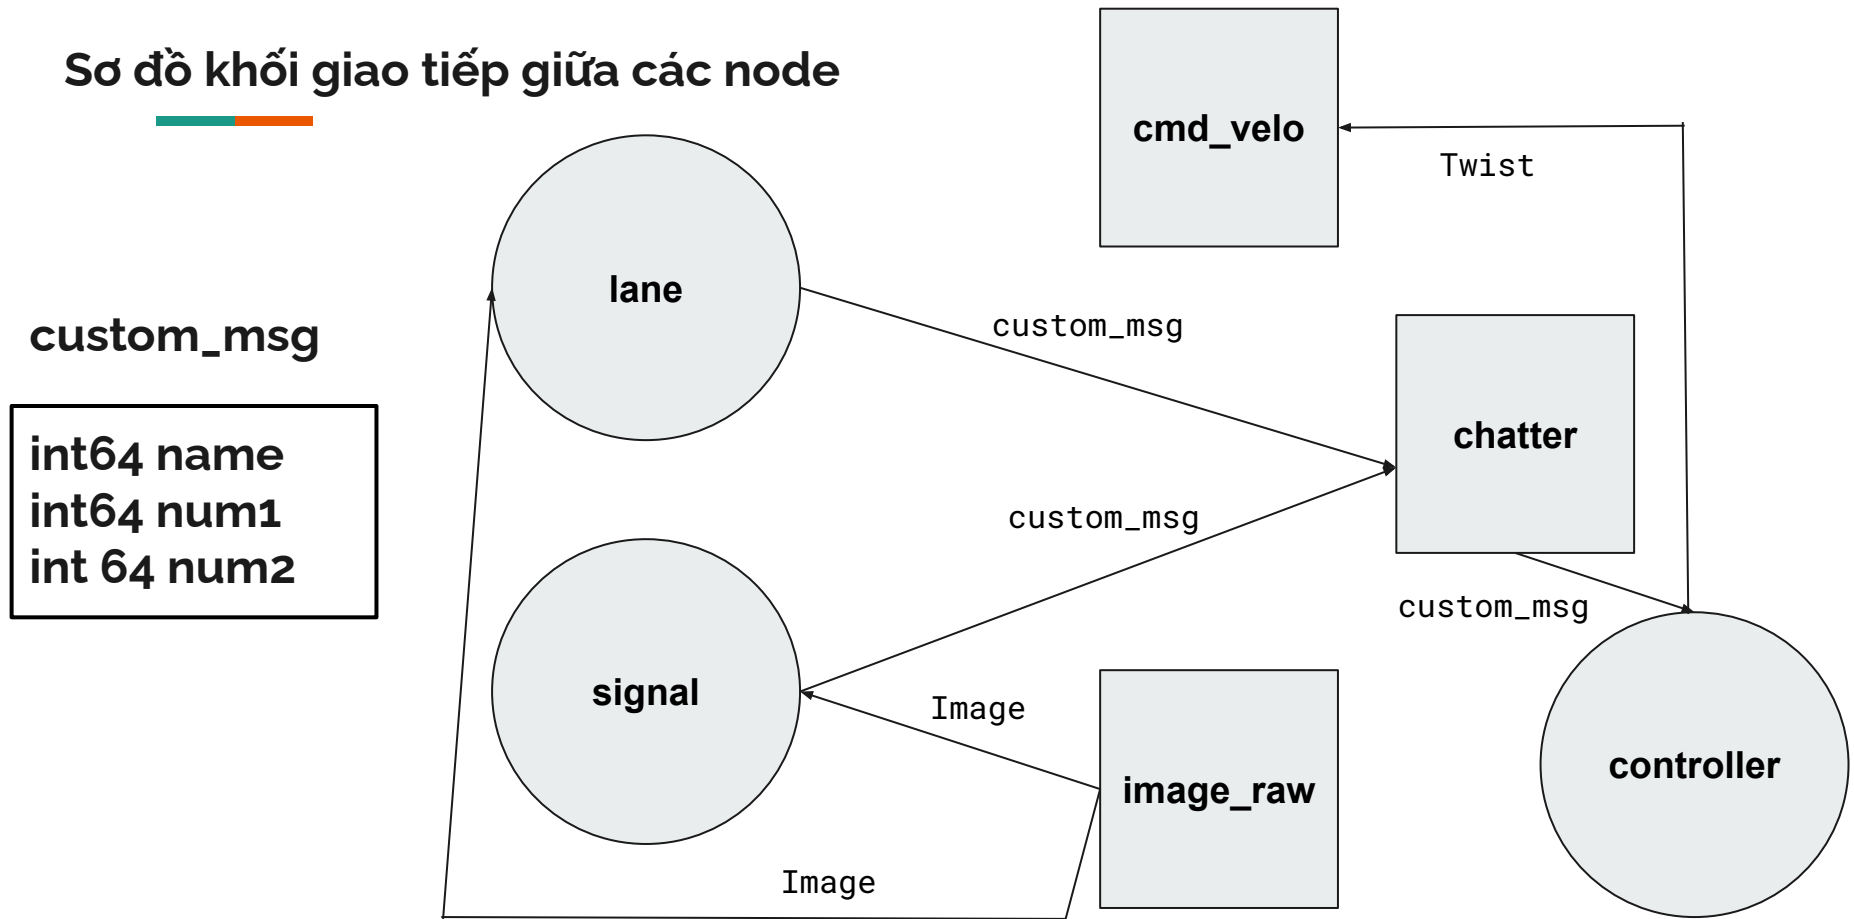 Sơ đồ khối giao tiếp giữa các node
cmd_velo
Twist
lane
custom_msg
custom_msg
int64 name
int64 num1
int 64 num2
chatter
custom_msg
custom_msg
signal
Image
image_raw
controller
Image